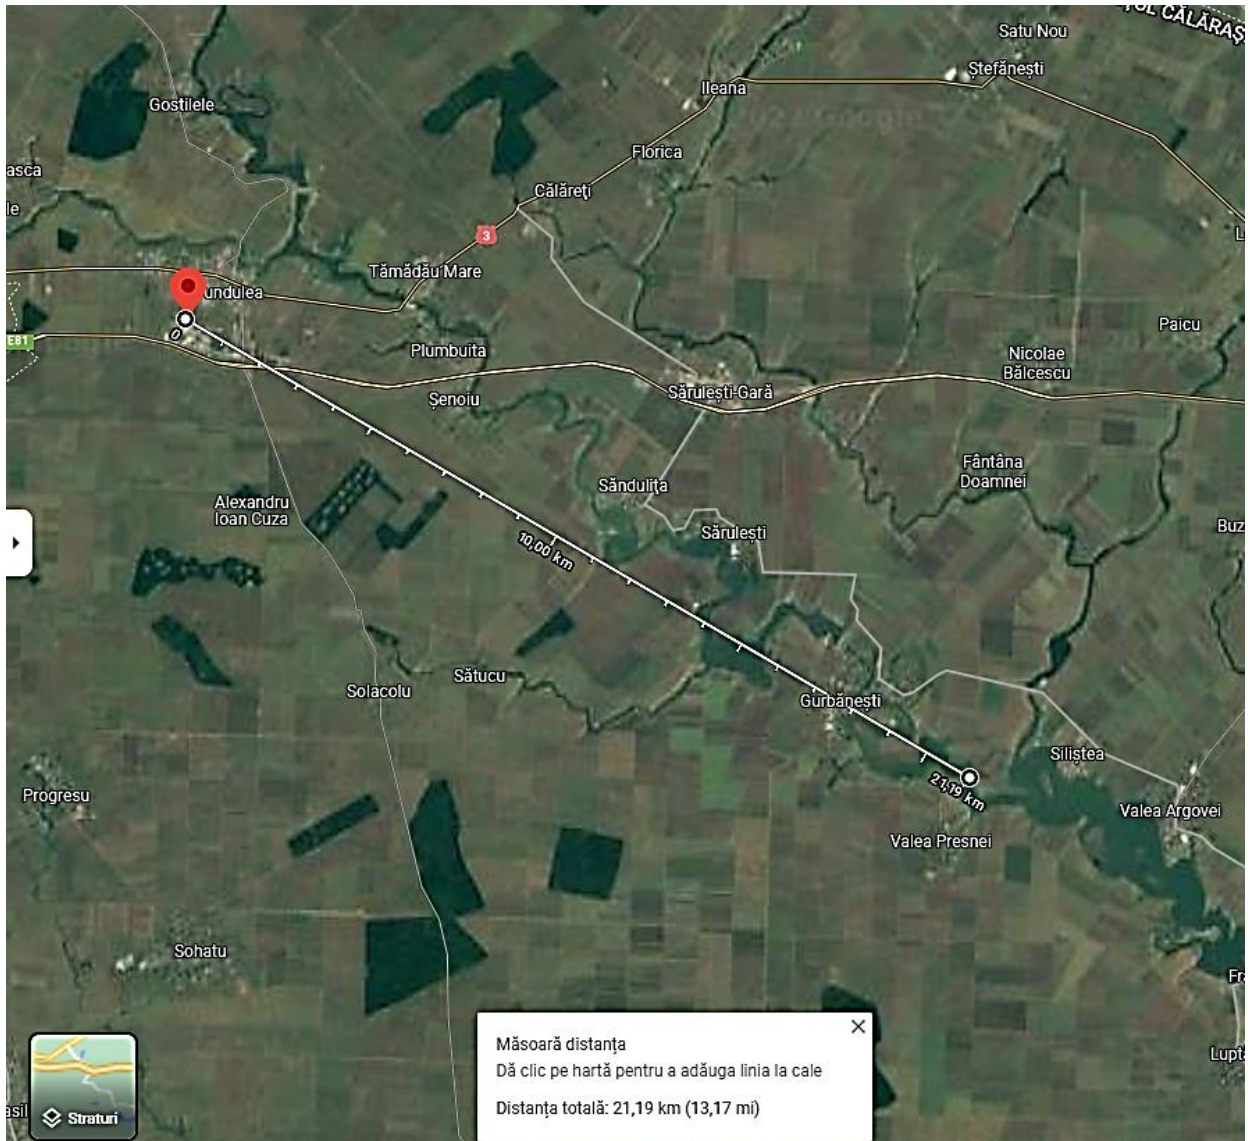 ȚUL CĂLĂRAȘI
Satu Nou
Ștefănești
Ileana
Gostilele
Florica
asca
Călăreți
le
3
Tămădău Mare
undulea
0
E81
Plumbuita
Paicu
Nicolae
Bălcescu
Șenoiu
Sărulești-Gară
Fântâna
Doamnei
Săndulița
Alexandru
Ioan Cuza
Sărulești
Buz
10,00 km
Sătucu
Solacolu
Gurbănești
Siliștea
21,19 km
Progresu
Valea Argovei
Valea Presnei
Sohatu
Fra
Lupta
asil
Straturi
Măsoară distanța
Dă clic pe hartă pentru a adăuga linia la cale
Distanța totală: 21,19 km (13,17 mi)